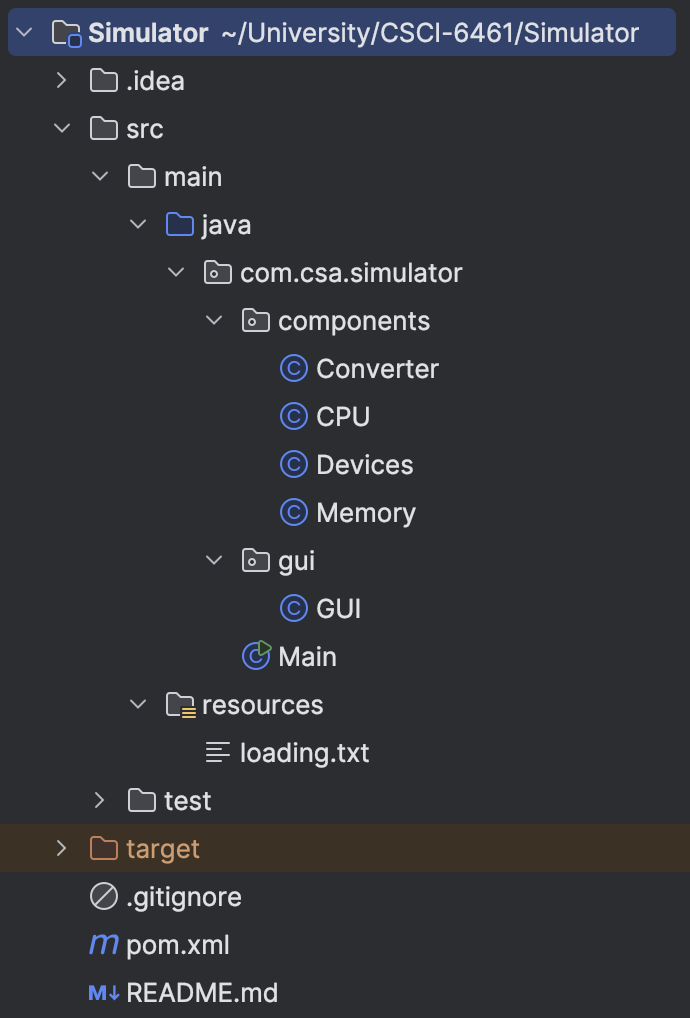 Simulator ~/University/CSCI-6461/Simulator
.idea
src
main
java
com.csa.simulator
components
C Converter
C CPU
C Devices
C Memory
gui
C GUI
C Main
resources
loading.txt
test
target
.gitignore
m pom.xml
M↓ README.md